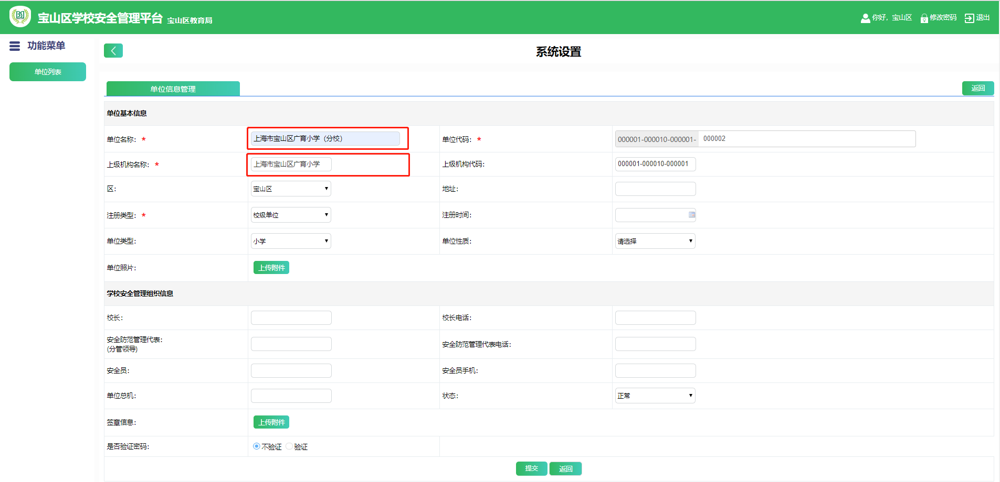 宝山区学校安全管理平台 宝山区教育局
你好，宝山区 修改密码 退出
功能菜单
单位列表
系统设置
单位信息管理 返回
单位基本信息
单位名称: * 上海市宝山区广育小学（分校） 单位代码: * 000001-000010-000001- 000002
上级机构名称: * 上海市宝山区广育小学 上级机构代码: 000001-000010-000001
区: 宝山区 地址:
注册类型: * 校级单位 注册时间:
单位类型: 小学 单位性质: 请选择
单位照片: 上传附件
学校安全管理组织信息
校长: 校长电话:
安全防范管理代表: 安全防范管理代表电话:
(分管领导)
安全员: 安全员手机:
单位总机: 状态: 正常
签章信息: 上传附件
是否验证密码: 不验证 验证
提交 返回